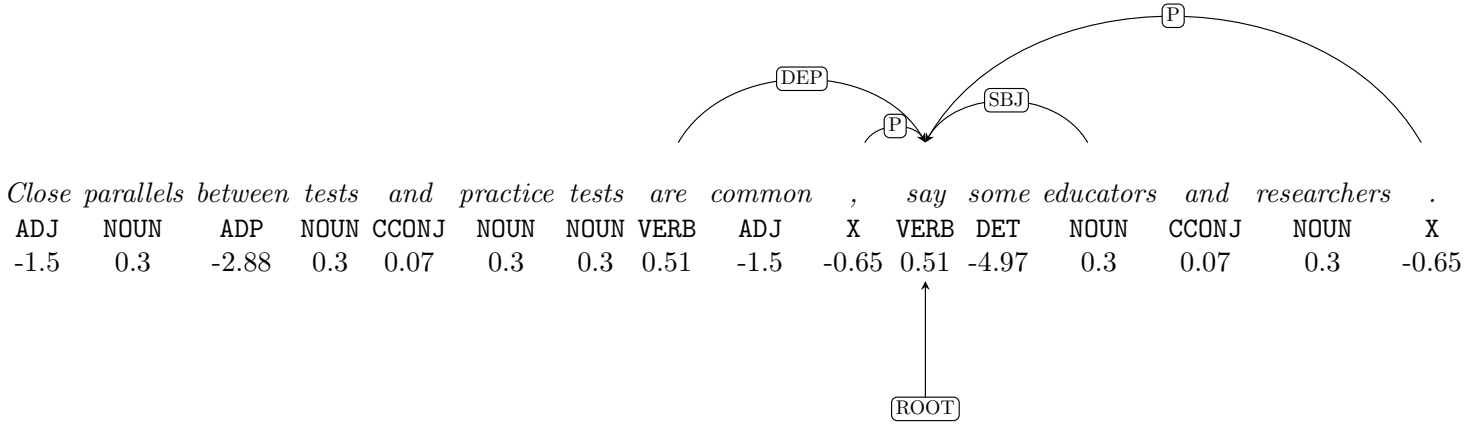 P
DEP
SBJ
P
Close parallels between tests and practice tests are common , say some educators and researchers .
ADJ NOUN ADP NOUN CCONJ NOUN NOUN VERB ADJ X VERB DET NOUN CCONJ NOUN X
-1.5 0.3 -2.88 0.3 0.07 0.3 0.3 0.51 -1.5 -0.65 0.51 -4.97 0.3 0.07 0.3 -0.65
ROOT